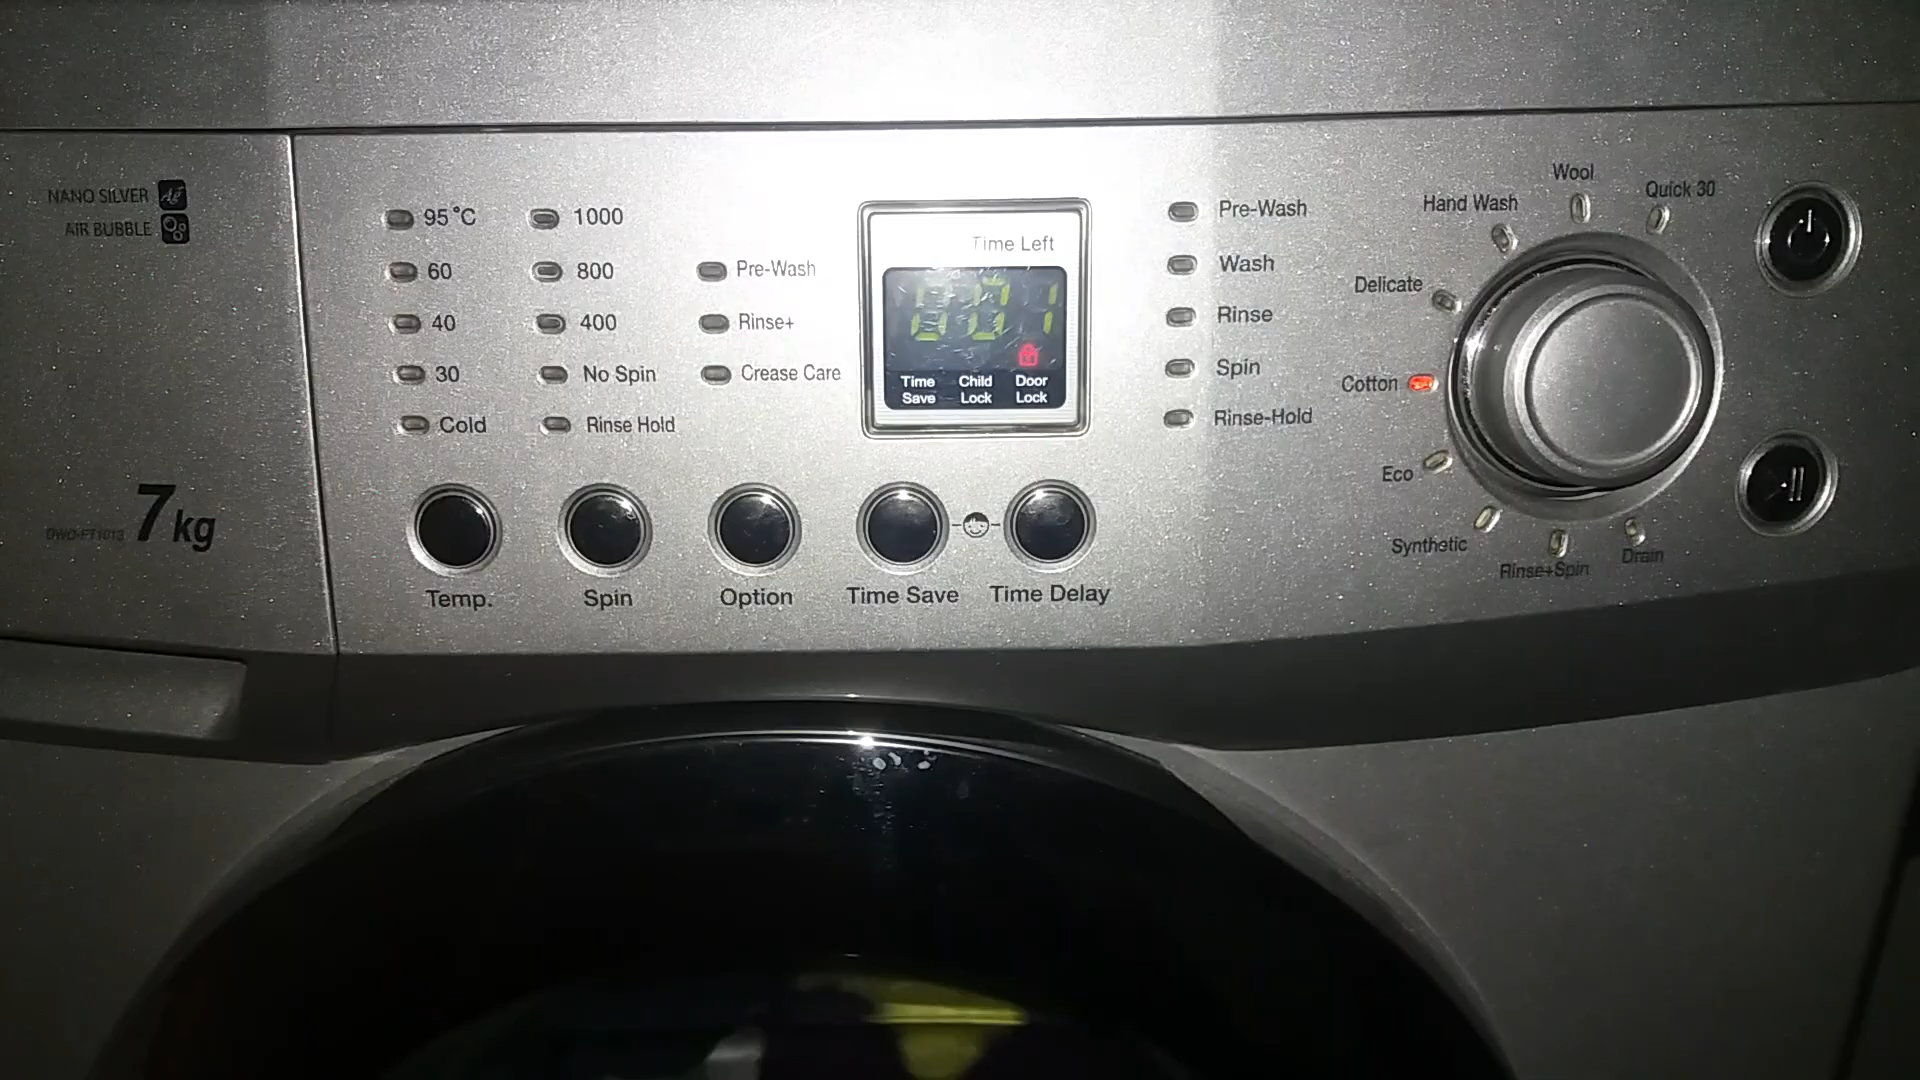 NANO SILVER
AIR BUBBLE
7kg
95°C
60
40
30
Cold
1000
800
400
No Spin
Rinse Hold
Pre-Wash
Rinse+
Crease Care
Time Left
Time Save
Child Lock
Door Lock
Pre-Wash
Wash
Rinse
Spin
Rinse-Hold
Quick 30
Wool
Hand Wash
Delicate
Cotton
Eco
Synthetic
Rinse+Spin
Drain
Temp.
Spin
Option
Time Save
Time Delay